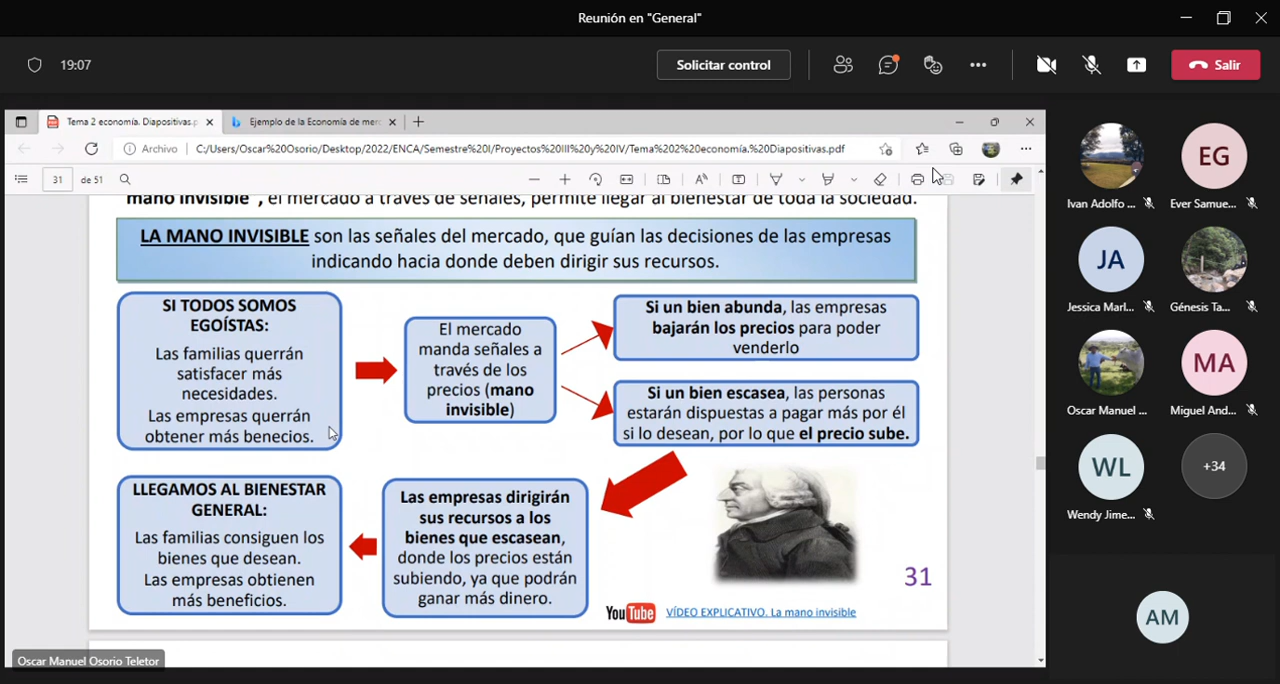 Reunión en "General"
19:07
Solicitar control
Salir
Tema 2 economía. Diapositivas.p
Ejemplo de la Economía de mer
Archivo
C:/Users/Oscar%20Osorio/Desktop/2022/ENCA/Semestre%20I/Proyectos%20III%20y%20IV/Tema%202%20economía.%20Diapositivas.pdf
31
de 51
mano invisible", el mercado a través de señales, permite llegar al bienestar de toda la sociedad.
LA MANO INVISIBLE son las señales del mercado, que guían las decisiones de las empresas
indicando hacia donde deben dirigir sus recursos.
SI TODOS SOMOS
EGOÍSTAS:
Las familias querrán
satisfacer más
necesidades.
Las empresas querrán
obtener más benecios.
El mercado
manda señales a
través de los
precios (mano
invisible)
Si un bien abunda, las empresas
bajarán los precios para poder
venderlo
Si un bien escasea, las personas
estarán dispuestas a pagar más por él
si lo desean, por lo que el precio sube.
LLEGAMOS AL BIENESTAR
GENERAL:
Las familias consiguen los
bienes que desean.
Las empresas obtienen
más beneficios.
Las empresas dirigirán
sus recursos a los
bienes que escasean,
donde los precios están
subiendo, ya que podrán
ganar más dinero.
31
YouTube
VÍDEO EXPLICATIVO. La mano invisible
Oscar Manuel Osorio Teletor
EG
Ivan Adolfo ...
Ever Samue...
JA
Jessica Marl...
Génesis Ta...
MA
Oscar Manuel ...
Miguel And...
WL
+34
Wendy Jime...
AM